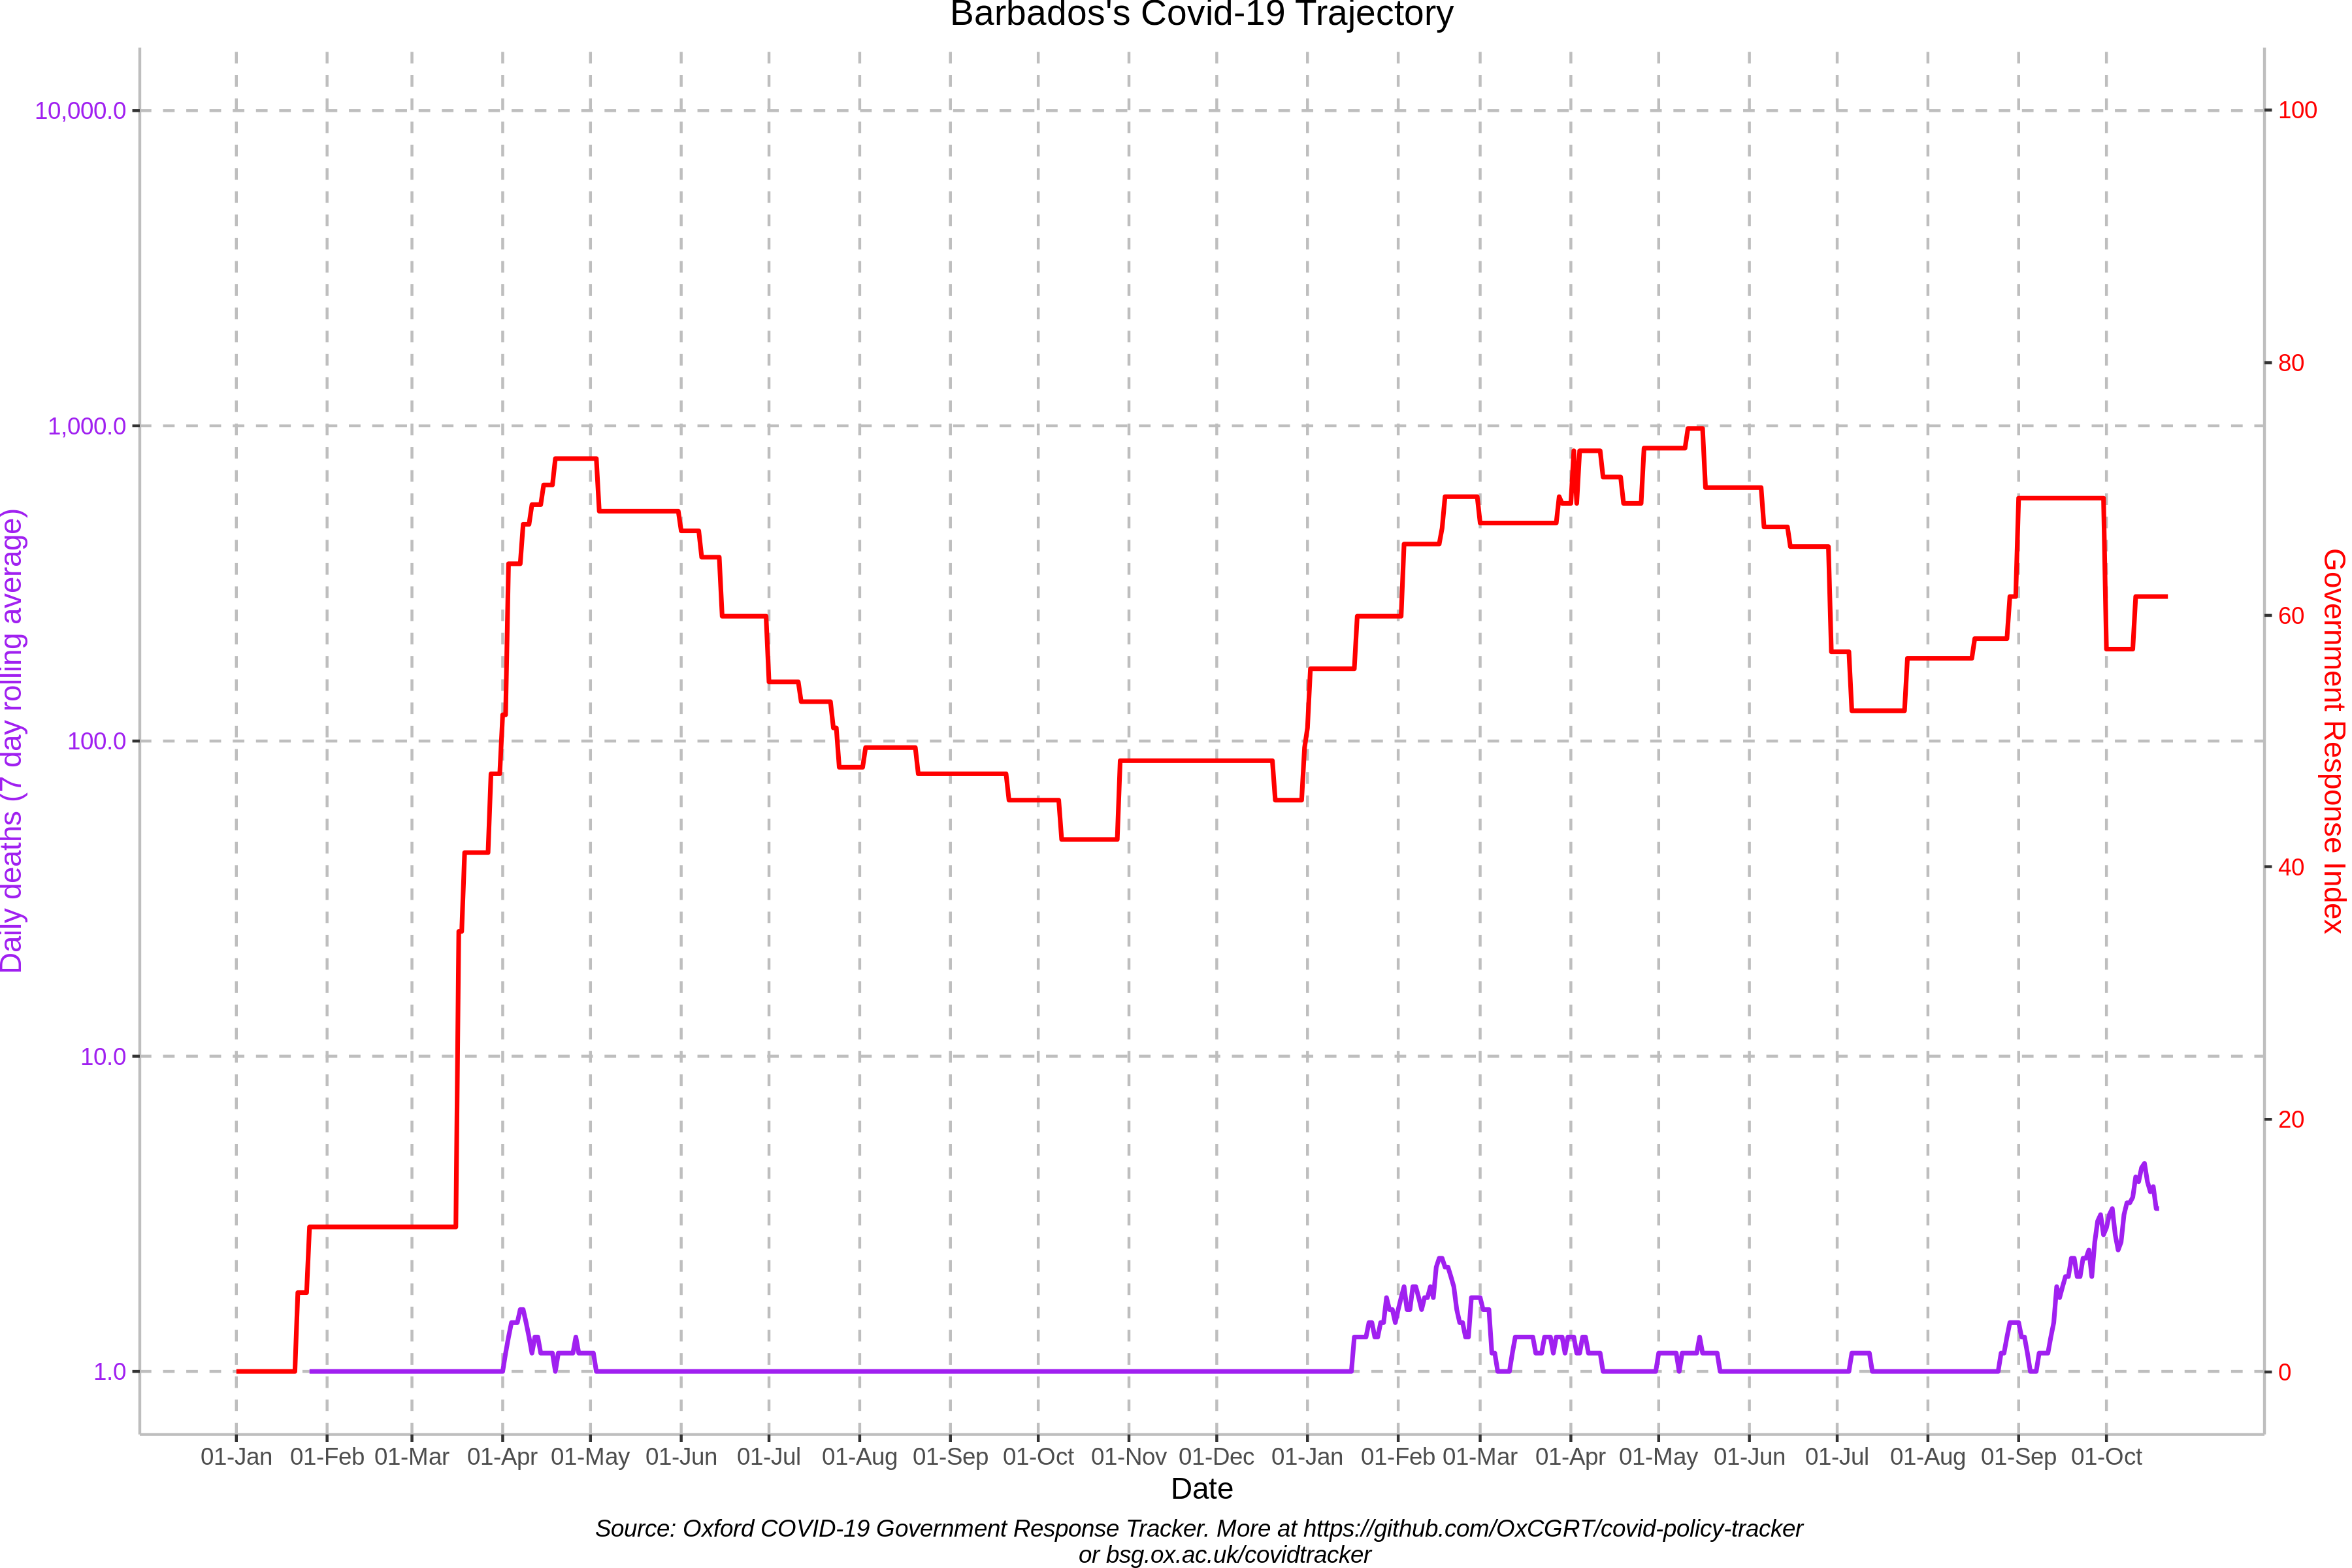 Barbados's Covid-19 Trajectory
10,000.0
1,000.0
100.0
10.0
1.0
Daily deaths (7 day rolling average)
100
80
60
40
20
0
Government Response Index
01-Jan 01-Feb 01-Mar 01-Apr 01-May 01-Jun 01-Jul 01-Aug 01-Sep 01-Oct 01-Nov 01-Dec 01-Jan 01-Feb 01-Mar 01-Apr 01-May 01-Jun 01-Jul 01-Aug 01-Sep 01-Oct
Date
Source: Oxford COVID-19 Government Response Tracker. More at https://github.com/OxCGRT/covid-policy-tracker
or bsg.ox.ac.uk/covidtracker